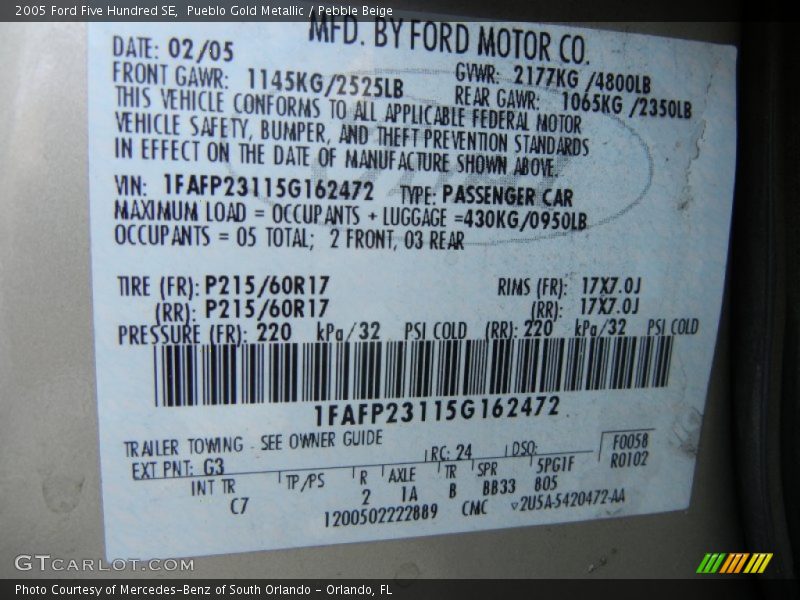 2005 Ford Five Hundred SE, Pueblo Gold Metallic / Pebble Beige
MFD. BY FORD MOTOR CO.
DATE: 02/05
GVWR: 2177KG /4800LB
FRONT GAWR: 1145KG/2525LB
REAR GAWR: 1065KG /2350LB
THIS VEHICLE CONFORMS TO ALL APPLICABLE FEDERAL MOTOR
VEHICLE SAFETY, BUMPER, AND THEFT PREVENTION STANDARDS
IN EFFECT ON THE DATE OF MANUFACTURE SHOWN ABOVE.
VIN: 1FAFP23115G162472 TYPE: PASSENGER CAR
MAXIMUM LOAD = OCCUPANTS + LUGGAGE =430KG/0950LB
OCCUPANTS = 05 TOTAL; 2 FRONT, 03 REAR
TIRE (FR): P215/60R17 RIMS (FR): 17X7.0J
(RR): P215/60R17 (RR): 17X7.0J
PRESSURE (FR): 220 kPa/32 PSI COLD (RR): 220 kPa/32 PSI COLD
1FAFP23115G162472
TRAILER TOWING - SEE OWNER GUIDE
RC: 24 DSO: F0058
EXT PNT: G3 R0102
INT TR TP/PS R AXLE TR SPR 5PG1F
C7 2 1A B BB33 B05
1200502222889 CMC 2U5A-5420472-AA
GTCARLOT.COM
Photo Courtesy of Mercedes-Benz of South Orlando - Orlando, FL